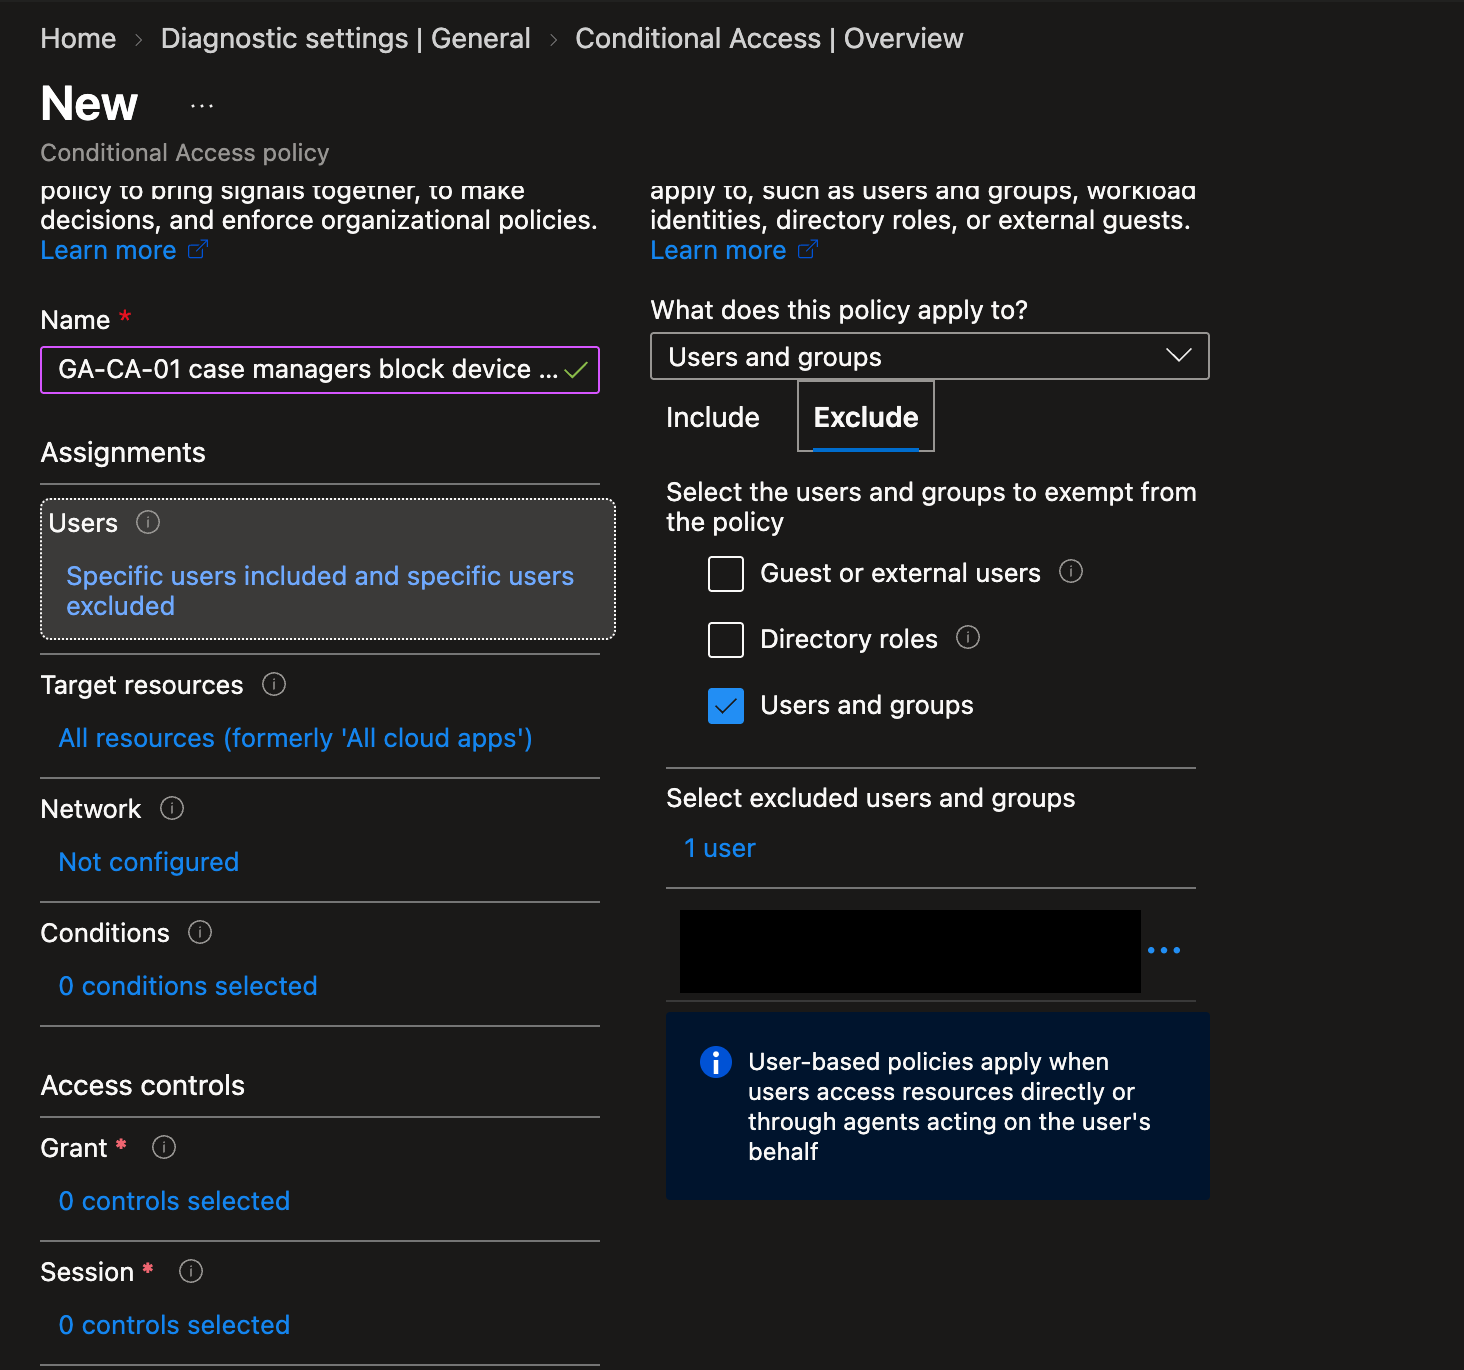 Home > Diagnostic settings | General > Conditional Access | Overview
New ...
Conditional Access policy
policy to bring signals together, to make
decisions, and enforce organizational policies.
Learn more
Name *
GA-CA-01 case managers block device ...
Assignments
Users
Specific users included and specific users
excluded
Target resources
All resources (formerly 'All cloud apps')
Network
Not configured
Conditions
0 conditions selected
Access controls
Grant *
0 controls selected
Session *
0 controls selected
apply to, such as users and groups, workload
identities, directory roles, or external guests.
Learn more
What does this policy apply to?
Users and groups
Include Exclude
Select the users and groups to exempt from
the policy
Guest or external users
Directory roles
Users and groups
Select excluded users and groups
1 user
User-based policies apply when
users access resources directly or
through agents acting on the user's
behalf